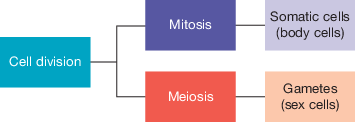 Cell division
Mitosis
Somatic cells
(body cells)
Meiosis
Gametes
(sex cells)